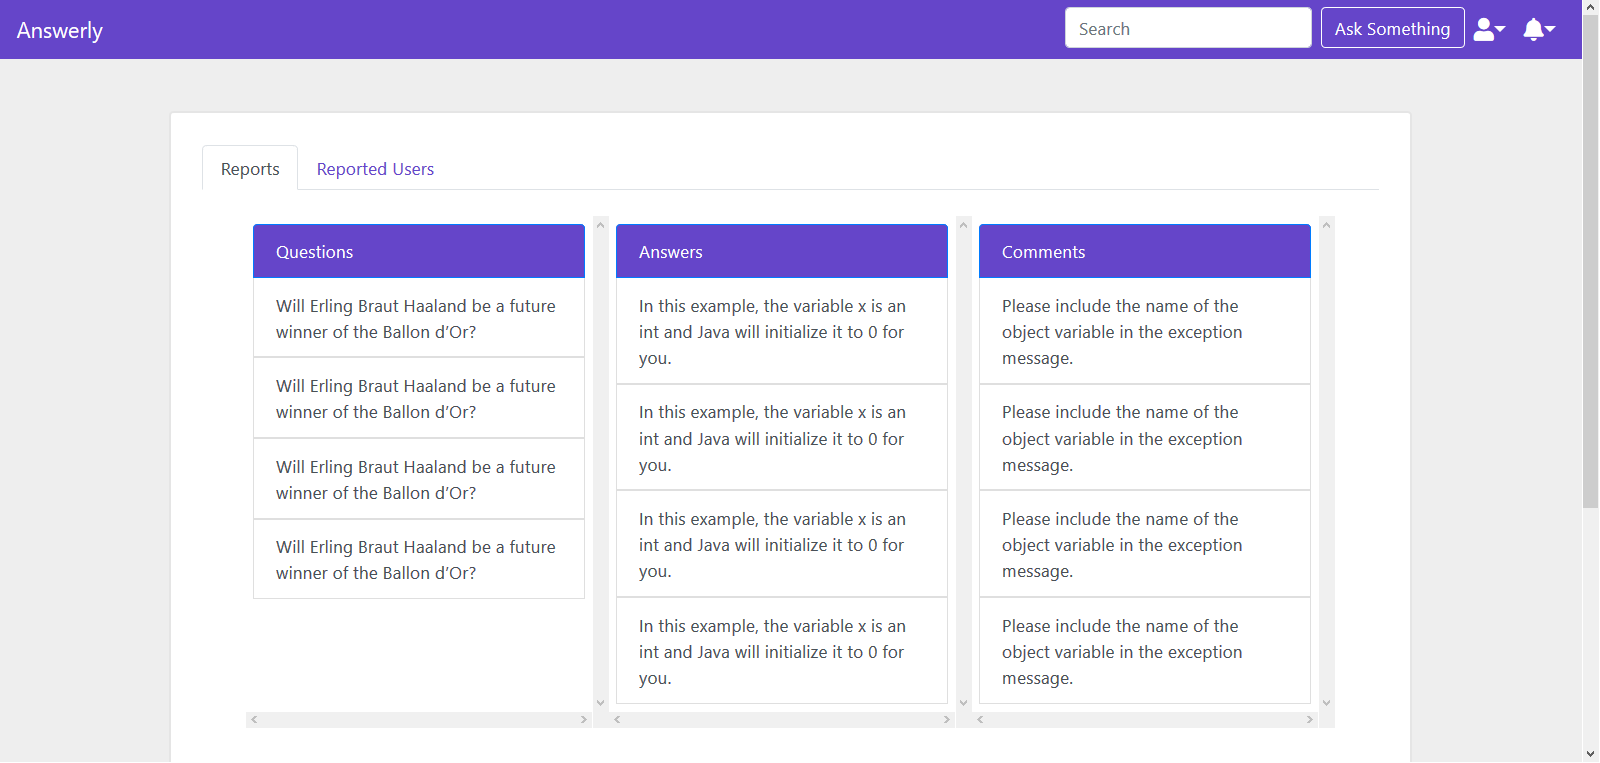 Answerly
Search
Ask Something
Reports
Reported Users
Questions
Will Erling Braut Haaland be a future
winner of the Ballon d’Or?
Will Erling Braut Haaland be a future
winner of the Ballon d’Or?
Will Erling Braut Haaland be a future
winner of the Ballon d’Or?
Will Erling Braut Haaland be a future
winner of the Ballon d’Or?
Answers
In this example, the variable x is an
int and Java will initialize it to 0 for
you.
In this example, the variable x is an
int and Java will initialize it to 0 for
you.
In this example, the variable x is an
int and Java will initialize it to 0 for
you.
In this example, the variable x is an
int and Java will initialize it to 0 for
you.
Comments
Please include the name of the
object variable in the exception
message.
Please include the name of the
object variable in the exception
message.
Please include the name of the
object variable in the exception
message.
Please include the name of the
object variable in the exception
message.